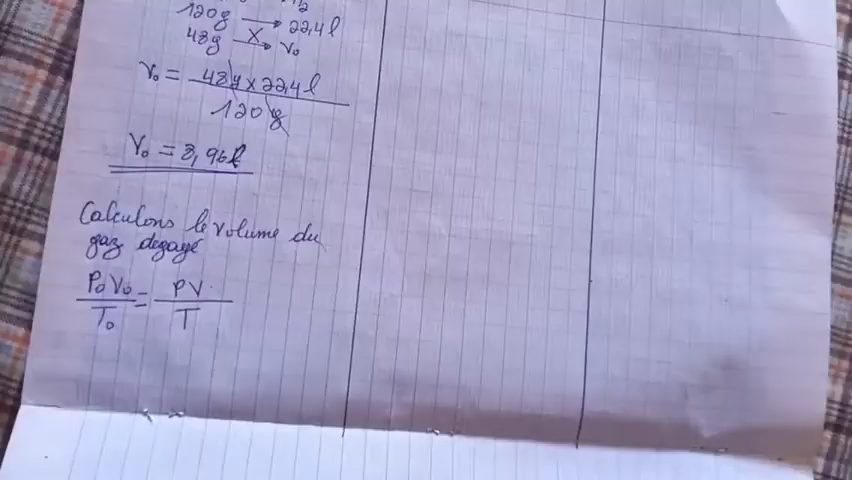 120g → 22,4l
48g X→ V₀
V₀ = 48g x 22,4l
120g
V₀ = 8,96l
Calculons le volume du
gaz degagé
P₀V₀ = PV
T₀ T